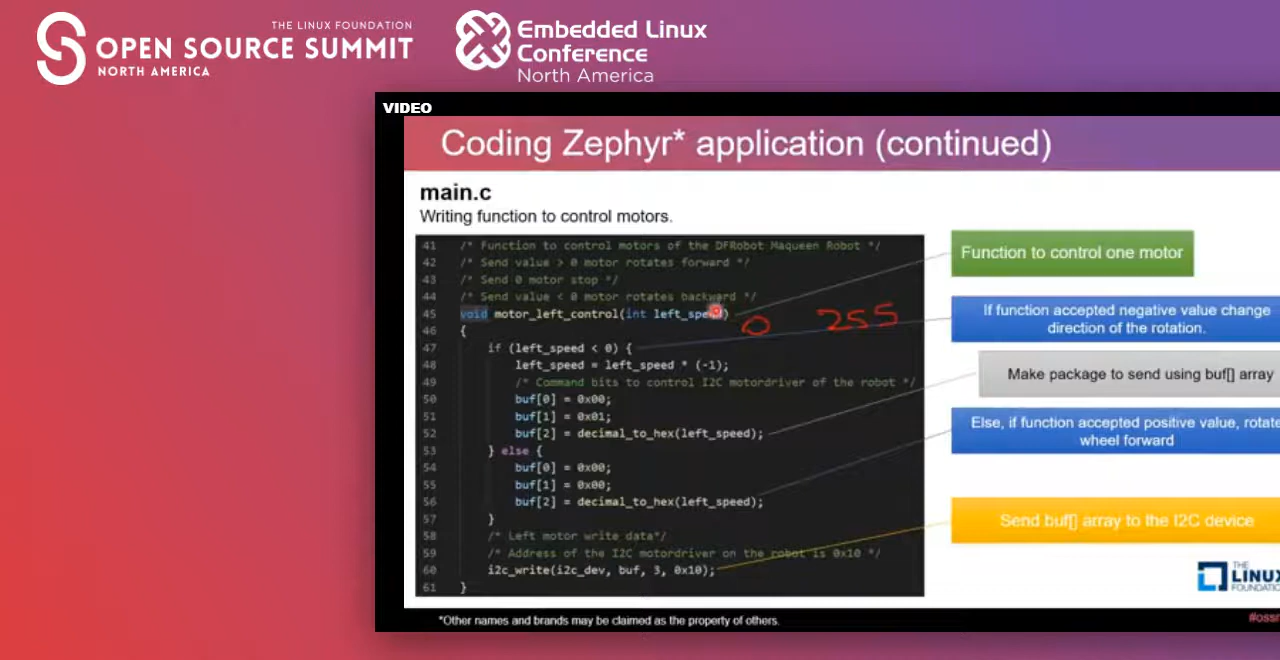 THE LINUX FOUNDATION
OPEN SOURCE SUMMIT
NORTH AMERICA
Embedded Linux
Conference
North America
VIDEO
Coding Zephyr* application (continued)
main.c
Writing function to control motors.
41 /* Function to control motors of the DFRobot Maqueen Robot */
42 /* Send value > 0 motor rotates forward */
43 /* Send 0 motor stop */
44 /* Send value < 0 motor rotates backward */
45 void motor_left_control(int left_speed)
0 255
46 {
47 if (left_speed < 0) {
48 left_speed = left_speed * (-1);
49 /* Command bits to control I2C motordriver of the robot */
50 buf[0] = 0x00;
51 buf[1] = 0x01;
52 buf[2] = decimal_to_hex(left_speed);
53 } else {
54 buf[0] = 0x00;
55 buf[1] = 0x00;
56 buf[2] = decimal_to_hex(left_speed);
57 }
58 /* Left motor write data*/
59 /* Address of the I2C motordriver on the robot is 0x10 */
60 i2c_write(i2c_dev, buf, 3, 0x10);
61 }
Function to control one motor
If function accepted negative value change
direction of the rotation.
Make package to send using buf[] array
Else, if function accepted positive value, rotate
wheel forward
Send buf[] array to the I2C device
THE
LINUX
FOUNDATIO
*Other names and brands may be claimed as the property of others.